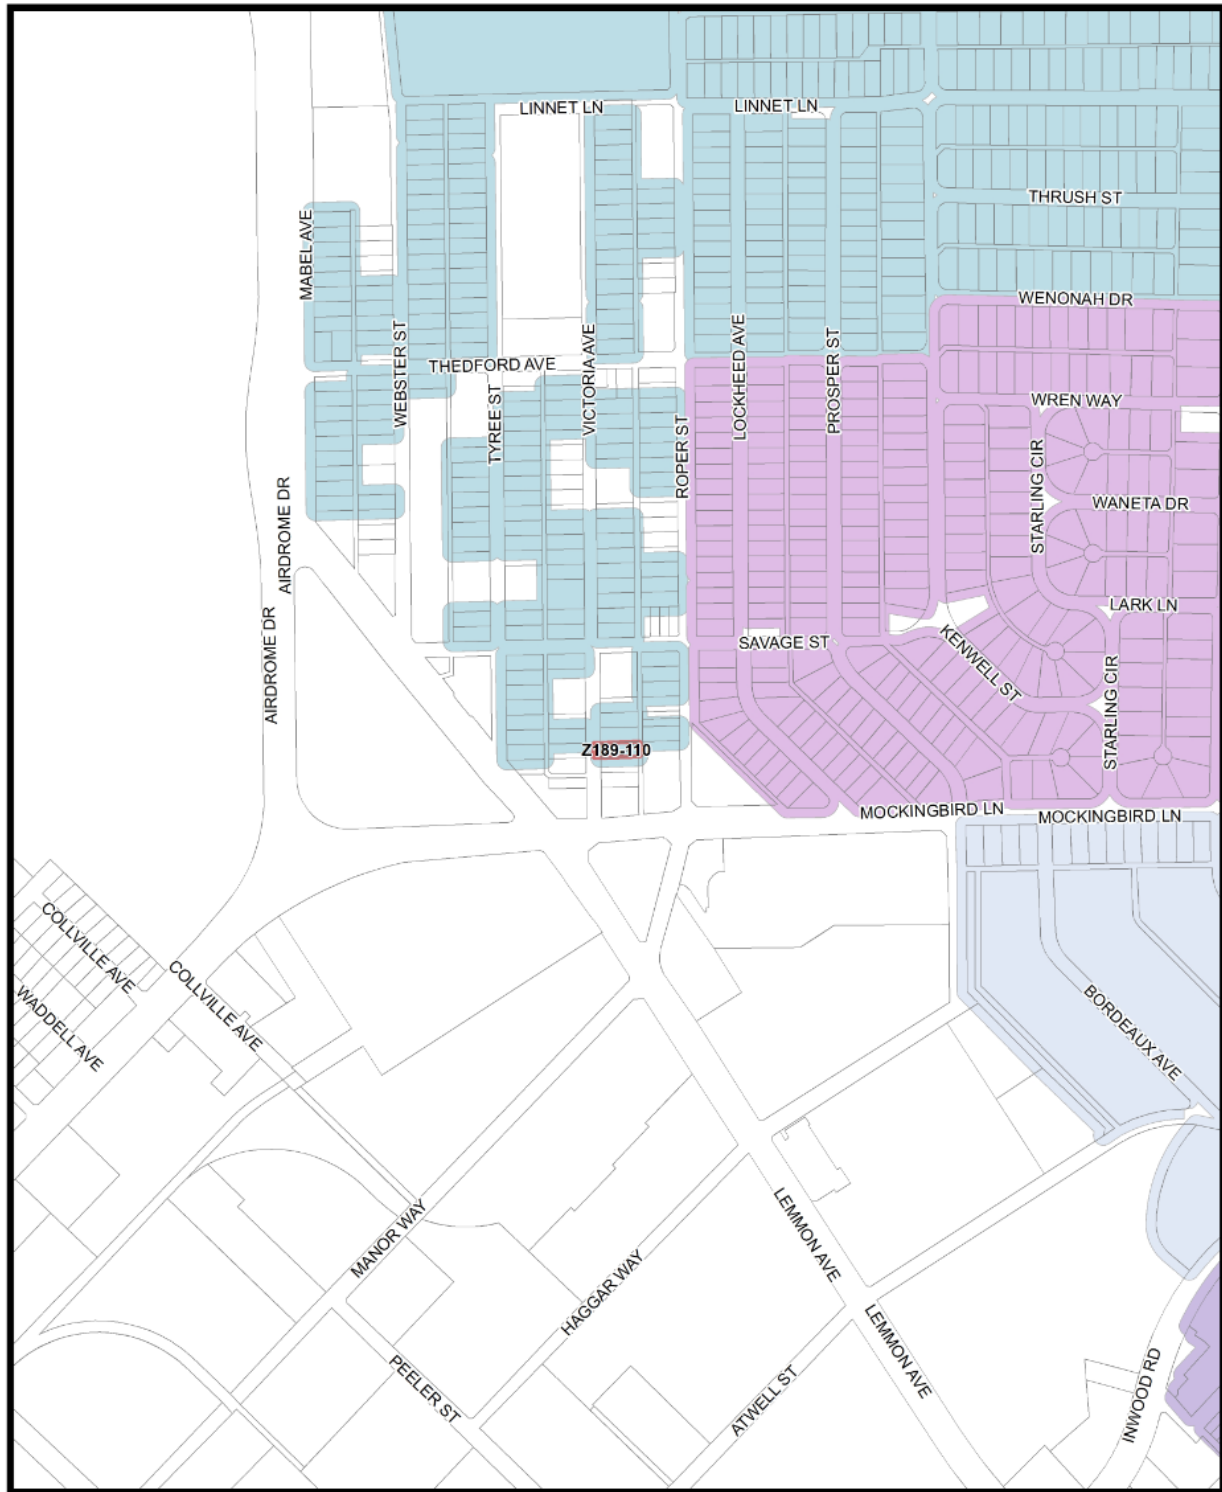 LINNET LN
LINNET LN
THRUSH ST
MABEL AVE
WENONAH DR
WEBSTER ST
THEDFORD AVE
VICTORIA AVE
LOCKHEED AVE
PROSPER ST
TYREE ST
WREN WAY
ROPER ST
STARLING CIR
WANETA DR
AIRDROME DR
AIRDROME DR
LARK LN
SAVAGE ST
KENWELL ST
STARLING CIR
Z189-110
MOCKINGBIRD LN
MOCKINGBIRD LN
COLLVILLE AVE
COLLVILLE AVE
WADDELL AVE
BORDEAUX AVE
MANOR WAY
LEMMON AVE
HAGGAR WAY
LEMMON AVE
PEELER ST
ATWELL ST
INWOOD RD